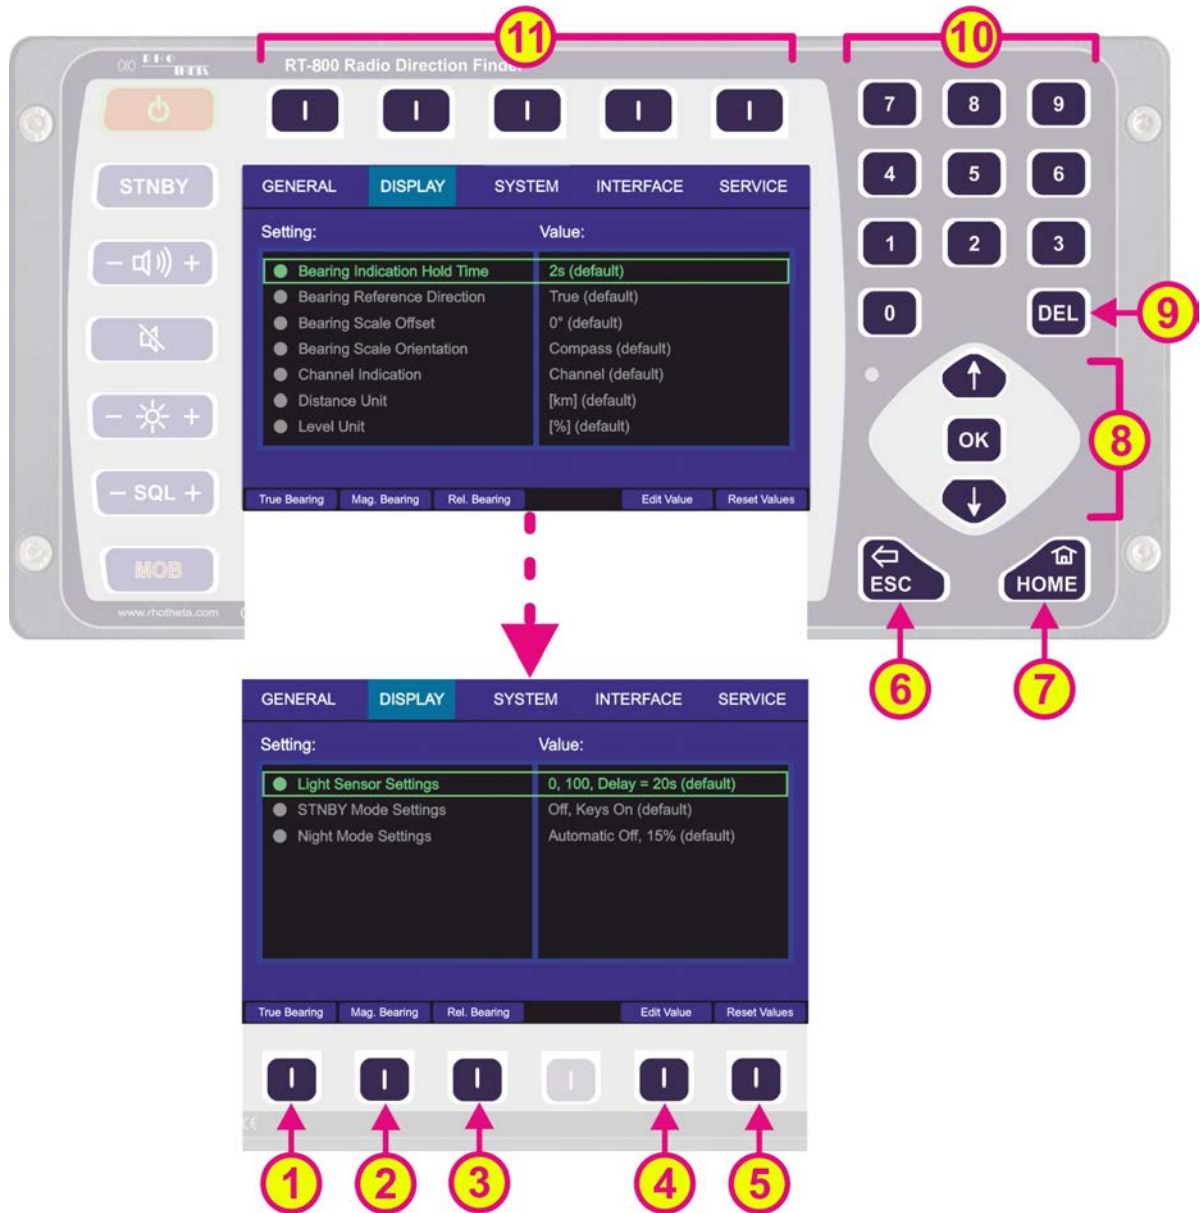 11
10
RHO
THETA
RT-800 Radio Direction Finder
7 8 9
STNBY
4 5 6
GENERAL DISPLAY SYSTEM INTERFACE SERVICE
Setting: Value:
- +
1 2 3
Bearing Indication Hold Time 2s (default)
Bearing Reference Direction True (default)
Bearing Scale Offset 0° (default)
Bearing Scale Orientation Compass (default)
Channel Indication Channel (default)
Distance Unit [km] (default)
Level Unit [%] (default)
0 DEL
9
- +
OK
8
- SQL +
True Bearing Mag. Bearing Rel. Bearing Edit Value Reset Values
MOB
ESC HOME
www.rhotheta.com
6 7
GENERAL DISPLAY SYSTEM INTERFACE SERVICE
Setting: Value:
Light Sensor Settings 0, 100, Delay = 20s (default)
STNBY Mode Settings Off, Keys On (default)
Night Mode Settings Automatic Off, 15% (default)
True Bearing Mag. Bearing Rel. Bearing Edit Value Reset Values
CE
1 2 3 4 5